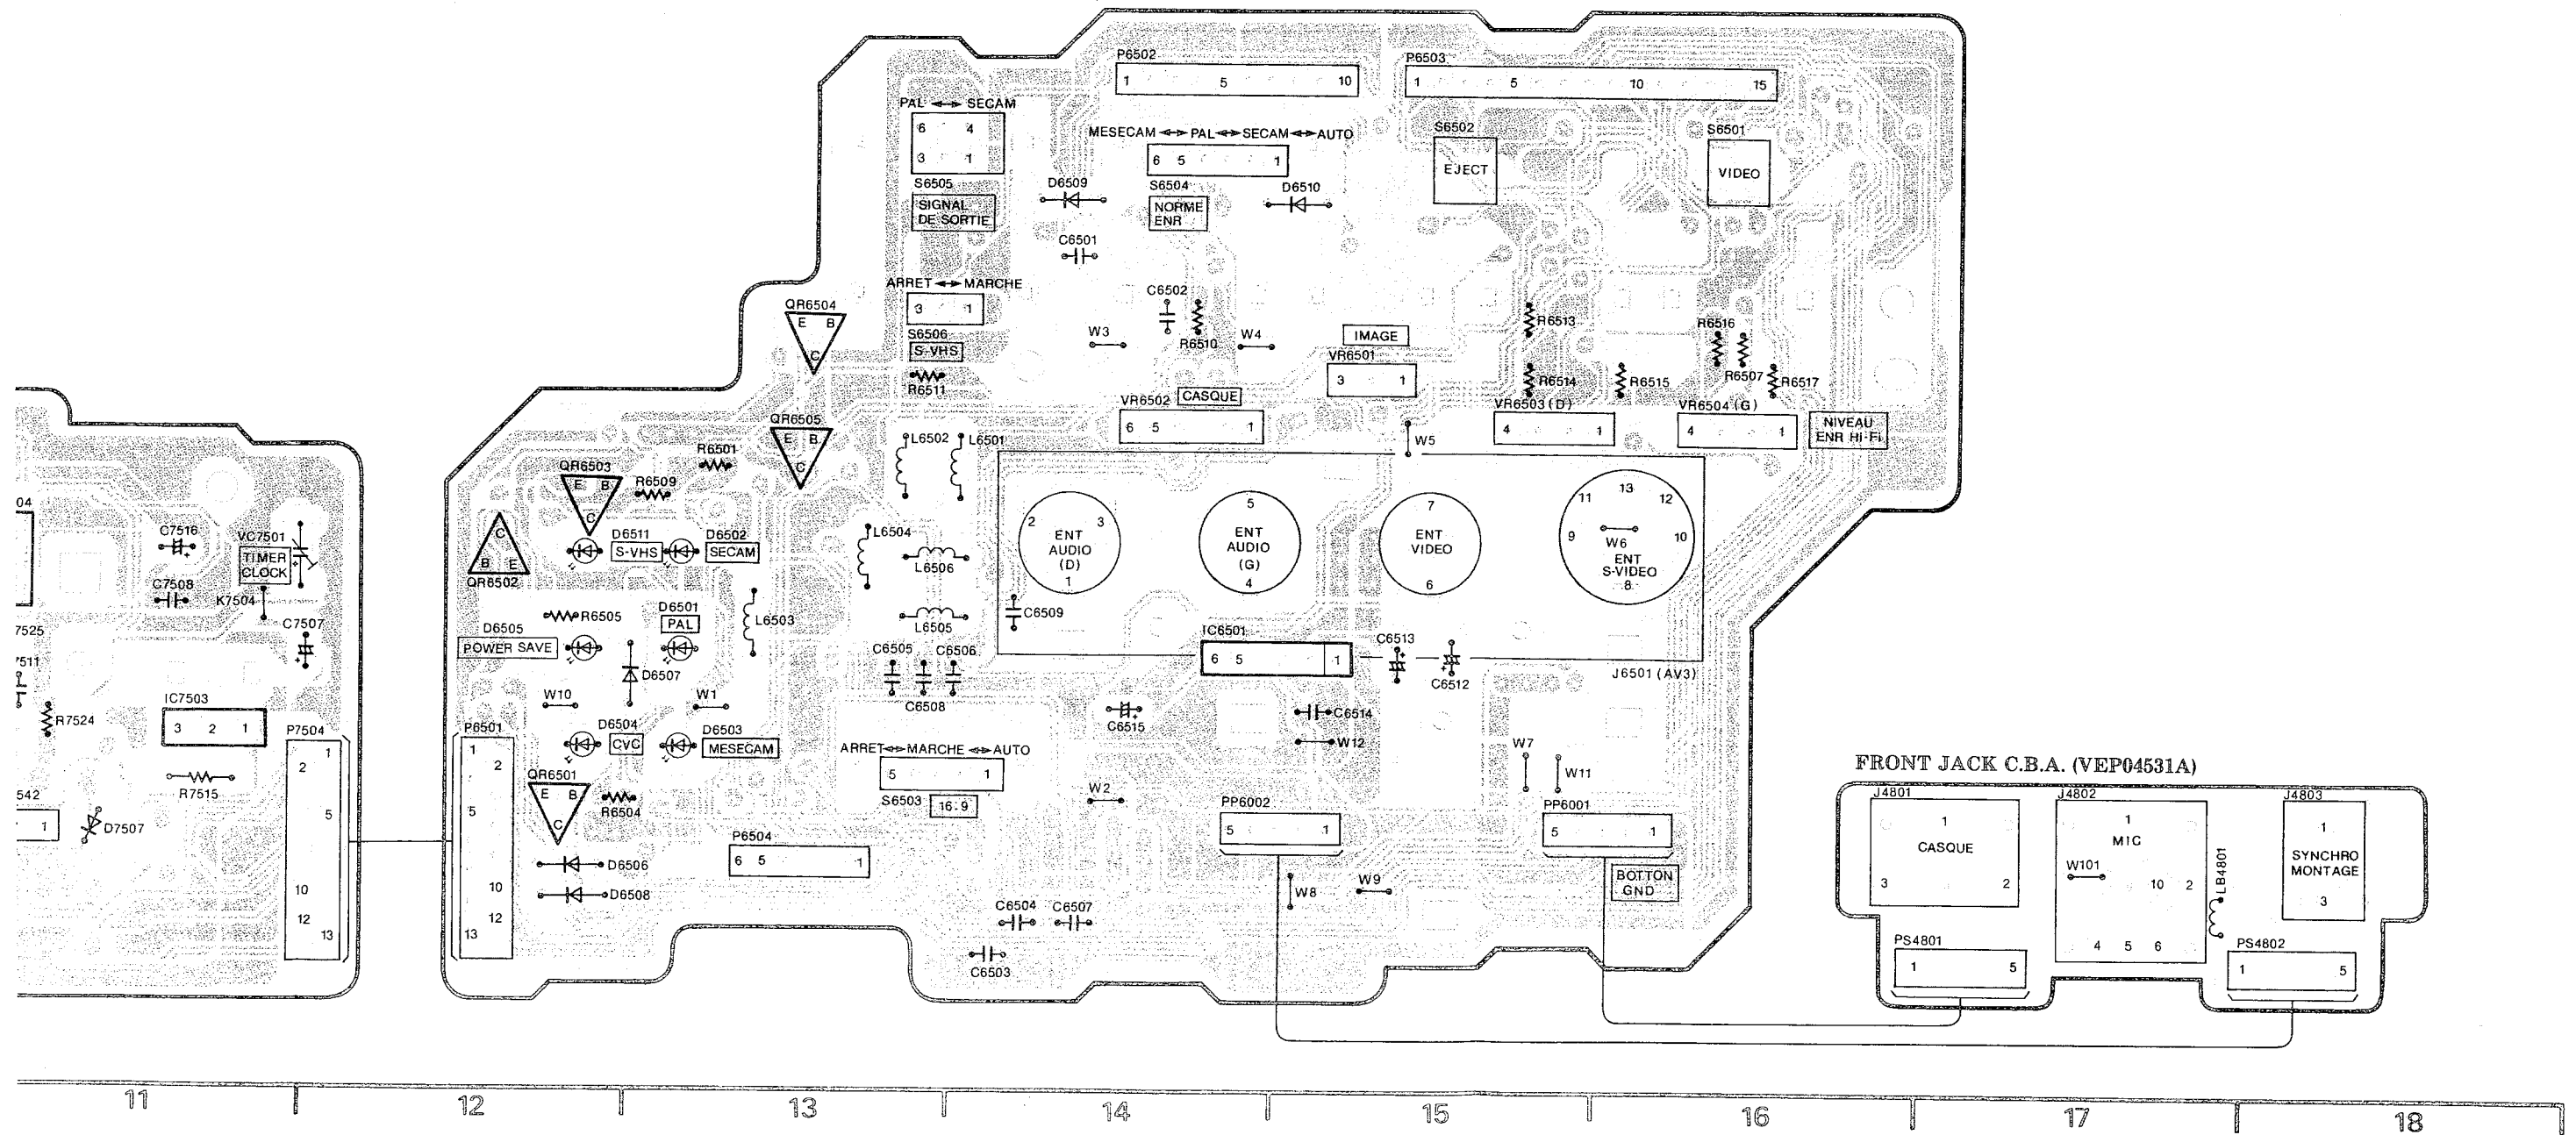 P6502
1 5 10
P6503
1 5 10 15
PAL ◄► SECAM
6 4
3 1
S6505
SIGNAL
DE SORTIE
MESECAM ◄► PAL ◄► SECAM ◄► AUTO
6 5 1
S6504
NORME
ENR
D6509
D6510
S6502
EJECT
S6501
VIDEO
C6501
ARRET ◄► MARCHE
3 1
S6506
S-VHS
R6511
QR6504
E B
C
C6502
R6510
W3
W4
IMAGE
VR6501
3 1
R6513
R6514
R6515
R6516
R6507
R6517
VR6502
CASQUE
6 5 1
VR6503 (D)
4 1
VR6504 (G)
4 1
NIVEAU
ENR Hi-Fi
W5
QR6505
E B
C
L6502
L6501
R6501
QR6503
E B
C
R6509
QR6502
C
B E
D6511
S-VHS
D6502
SECAM
L6504
L6506
L6505
L6503
2 3
ENT
AUDIO
(D)
1
5
ENT
AUDIO
(G)
4
7
ENT
VIDEO
6
13
11 12
9 10
W6
ENT
S-VIDEO
8
04
C7516
VC7501
TIMER
CLOCK
C7508
K7504
C7507
7525
7511
R7524
IC7503
3 2 1
R7515
542
1
D7507
P7504
1
2
5
10
12
13
R6505
D6501
PAL
D6505
POWER SAVE
D6507
C6509
C6505
C6506
C6508
IC6501
6 5 1
C6513
C6512
J6501 (AV3)
W10
W1
C6515
C6514
W12
P6501
1
2
5
10
12
13
D6504
CVC
D6503
MESECAM
ARRET ◄► MARCHE ◄► AUTO
5 1
S6503
16:9
W2
W7
W11
QR6501
E B
C
R6504
D6506
D6508
P6504
6 5 1
PP6002
5 1
PP6001
5 1
W8
W9
BOTTON
GND
C6504
C6507
C6503
FRONT JACK C.B.A. (VEP04531A)
J4801
1
CASQUE
3 2
J4802
1
MIC
W101
10 2
4 5 6
LB4801
J4803
1
SYNCHRO
MONTAGE
3
PS4801
1 5
PS4802
1 5
11 12 13 14 15 16 17 18